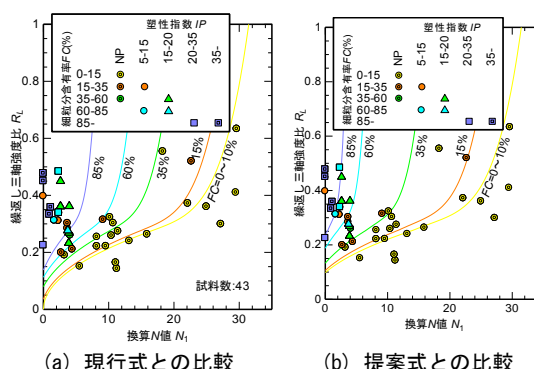 塑性指数 IP
細粒分含有率FC(%)
NP
5-15
15-20
20-35
35-
0-15
15-35
35-60
60-85
85-
繰返し三軸強度比 RL
1
0.8
0.6
0.4
0.2
0
85%
60%
35%
15%
FC=0~10%
試料数:43
0 10 20 30
換算N値 N1
(a) 現行式との比較
塑性指数 IP
細粒分含有率FC(%)
NP
5-15
15-20
20-35
35-
0-15
15-35
35-60
60-85
85-
繰返し三軸強度比 RL
1
0.8
0.6
0.4
0.2
0.1
85%
60%
35%
15%
FC=0~10%
0 10 20 30
換算N値 N1
(b) 提案式との比較